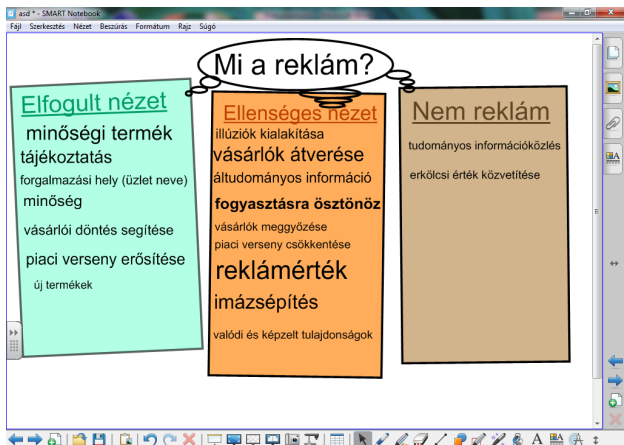 asd * - SMART Notebook
Fájl Szerkesztés Nézet Beszúrás Formátum Rajz Súgó
Mi a reklám?
Elfogult nézet
minőségi termék
tájékoztatás
forgalmazási hely (üzlet neve)
minőség
vásárlói döntés segítése
piaci verseny erősítése
új termékek
Ellenséges nézet
illúziók kialakítása
vásárlók átverése
áltudományos információ
fogyasztásra ösztönöz
vásárlók meggyőzése
piaci verseny csökkentése
reklámérték
imázsépítés
valódi és képzelt tulajdonságok
Nem reklám
tudományos információközlés
erkölcsi érték közvetítése